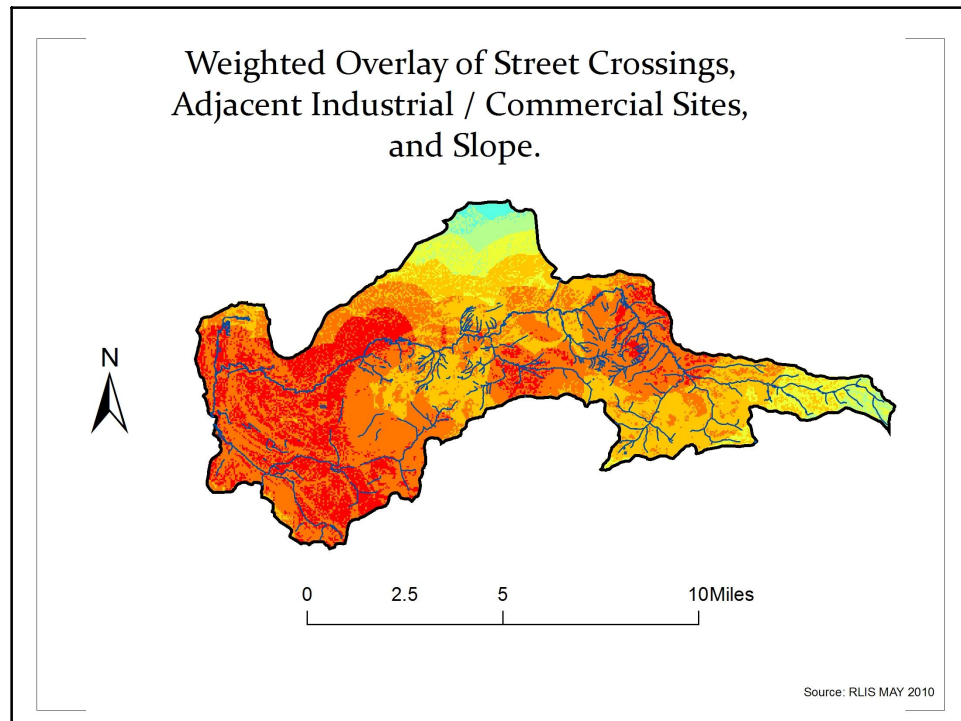 Weighted Overlay of Street Crossings,
Adjacent Industrial / Commercial Sites,
and Slope.
N
0 2.5 5 10Miles
Source: RLIS MAY 2010